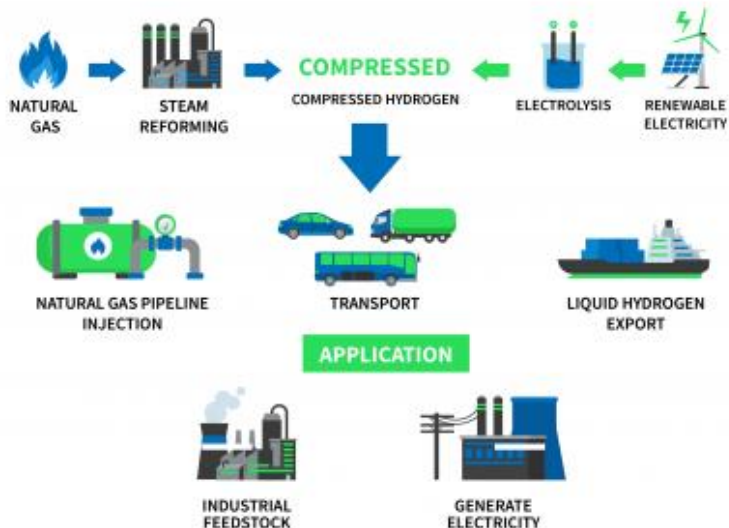 COMPRESSED
COMPRESSED HYDROGEN
NATURAL
GAS
STEAM
REFORMING
ELECTROLYSIS
RENEWABLE
ELECTRICITY
NATURAL GAS PIPELINE
INJECTION
TRANSPORT
LIQUID HYDROGEN
EXPORT
APPLICATION
INDUSTRIAL
FEEDSTOCK
GENERATE
ELECTRICITY